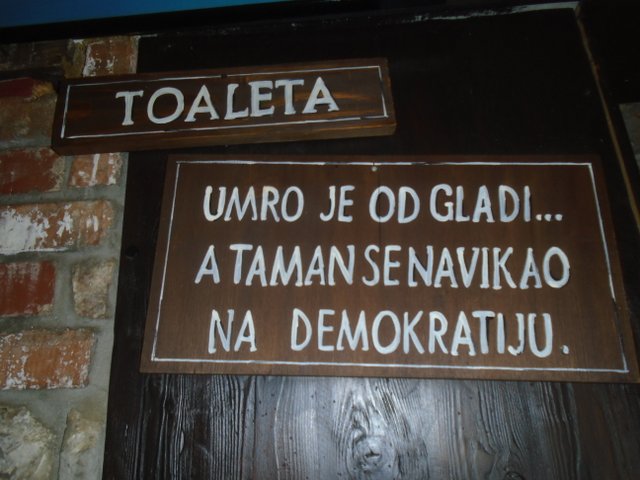 TOALETA
UMRO JE OD GLADI...
A TAMAN SE NAVIKAO
NA DEMOKRATIJU.